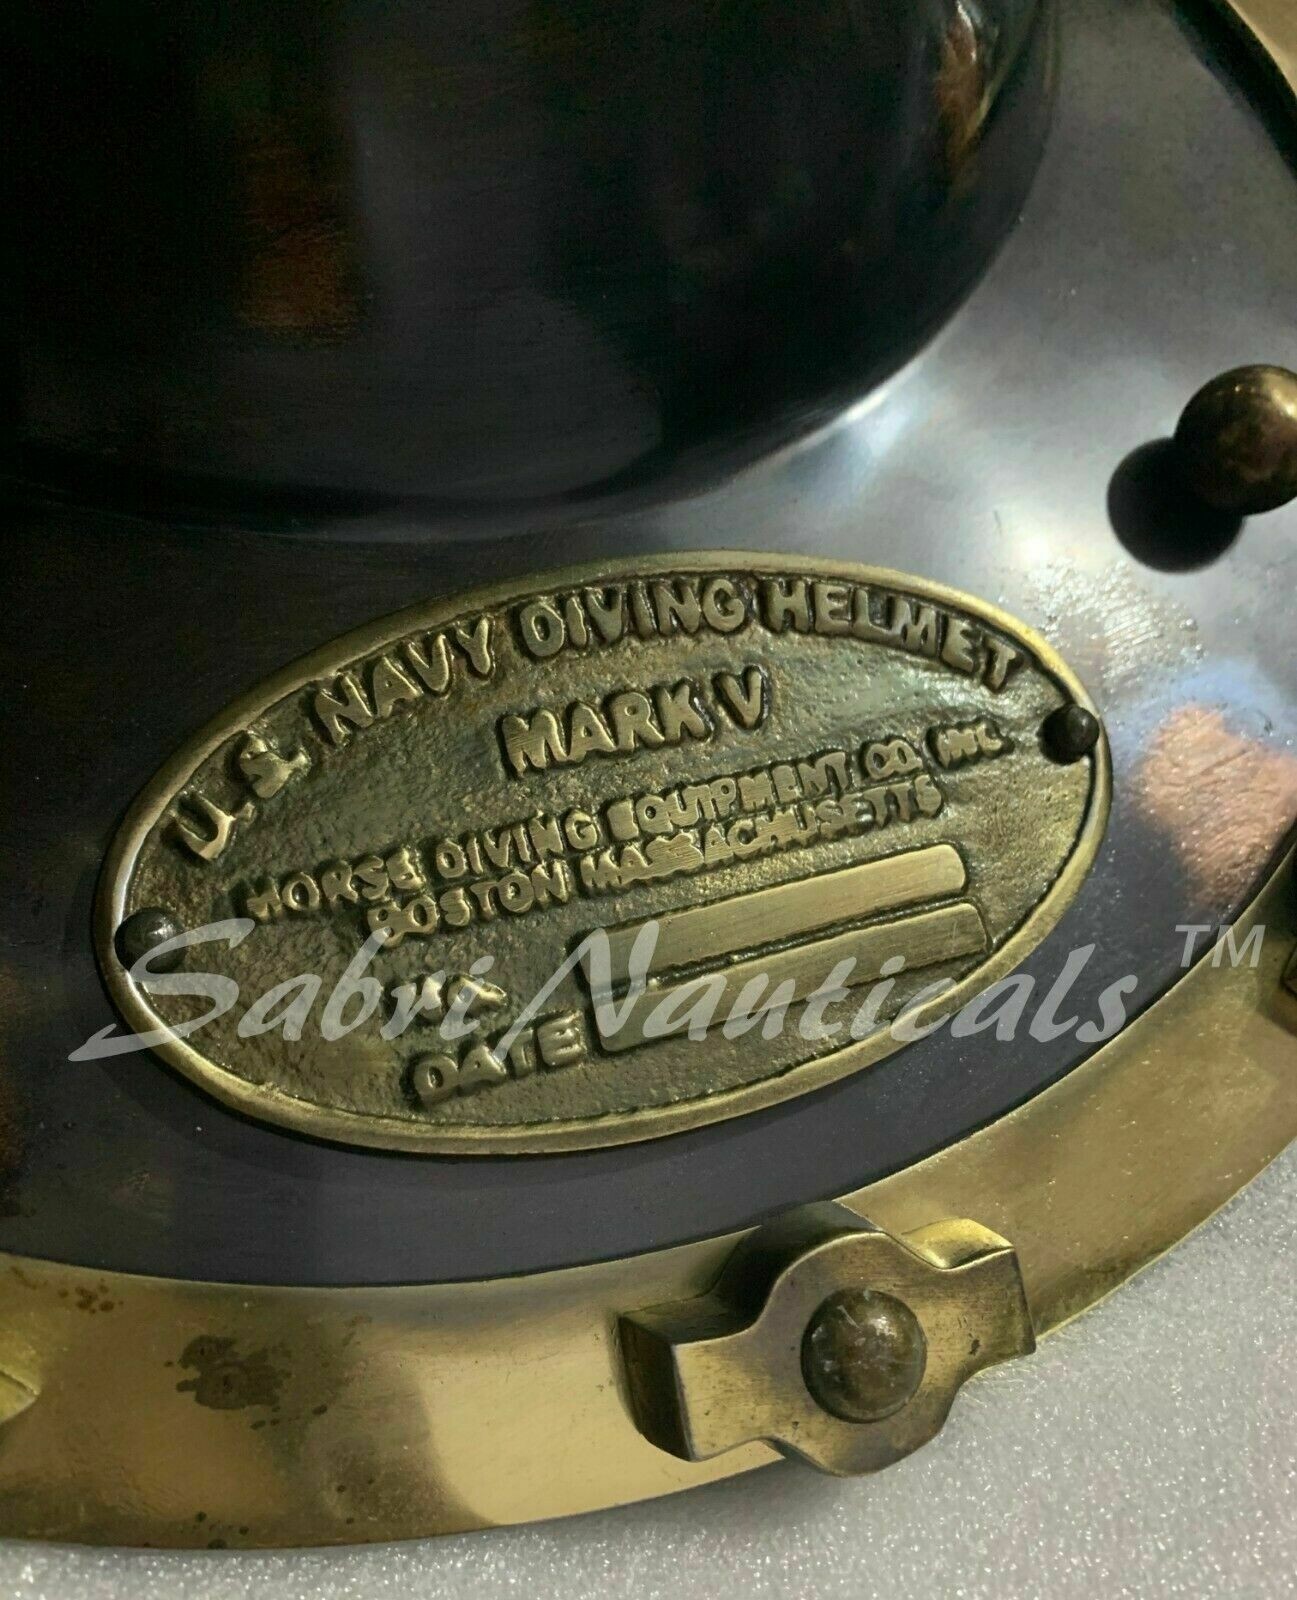 U.S. NAVY DIVING HELMET
MARK V
MORSE DIVING EQUIPMENT CO. INC.
BOSTON MASSACHUSETTS
DATE
Sabri Nauticals™